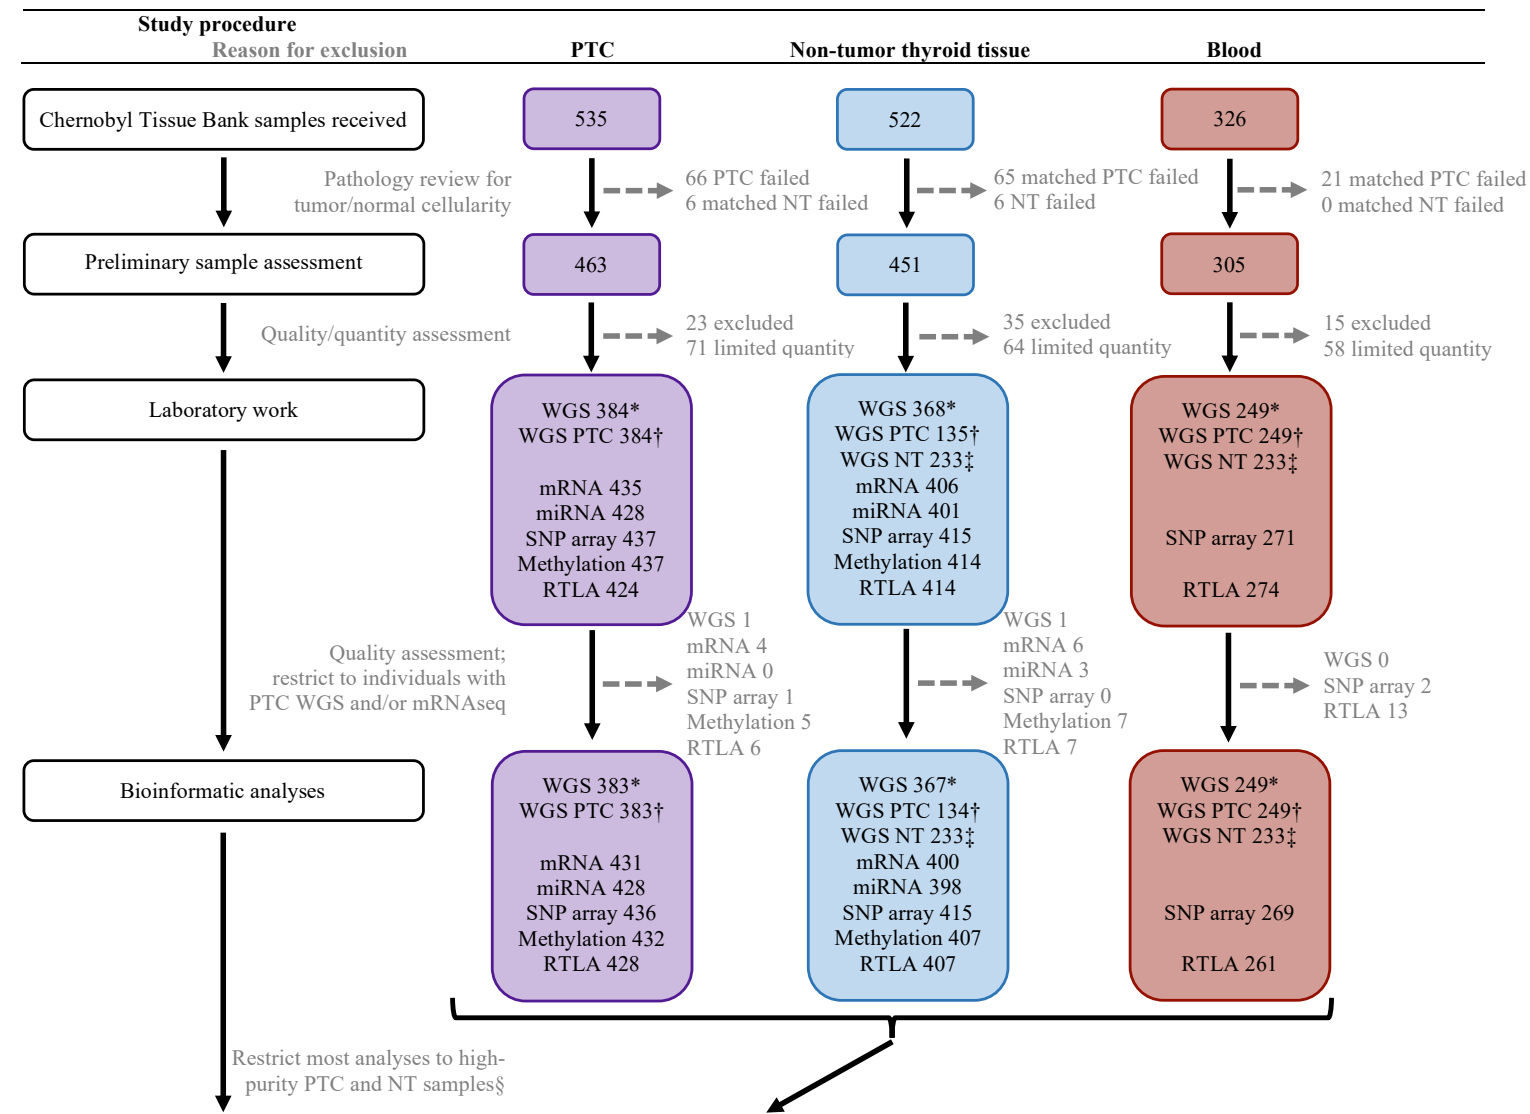 Study procedure
Reason for exclusion
PTC
Non-tumor thyroid tissue
Blood
Chernobyl Tissue Bank samples received
535
522
326
Pathology review for
tumor/normal cellularity
66 PTC failed
6 matched NT failed
65 matched PTC failed
6 NT failed
21 matched PTC failed
0 matched NT failed
Preliminary sample assessment
463
451
305
Quality/quantity assessment
23 excluded
71 limited quantity
35 excluded
64 limited quantity
15 excluded
58 limited quantity
Laboratory work
WGS 384*
WGS PTC 384†
mRNA 435
miRNA 428
SNP array 437
Methylation 437
RTLA 424
WGS 368*
WGS PTC 135†
WGS NT 233‡
mRNA 406
miRNA 401
SNP array 415
Methylation 414
RTLA 414
WGS 249*
WGS PTC 249†
WGS NT 233‡
SNP array 271
RTLA 274
Quality assessment;
restrict to individuals with
PTC WGS and/or mRNAseq
WGS 1
mRNA 4
miRNA 0
SNP array 1
Methylation 5
RTLA 6
WGS 1
mRNA 6
miRNA 3
SNP array 0
Methylation 7
RTLA 7
WGS 0
SNP array 2
RTLA 13
Bioinformatic analyses
WGS 383*
WGS PTC 383†
mRNA 431
miRNA 428
SNP array 436
Methylation 432
RTLA 428
WGS 367*
WGS PTC 134†
WGS NT 233‡
mRNA 400
miRNA 398
SNP array 415
Methylation 407
RTLA 407
WGS 249*
WGS PTC 249†
WGS NT 233‡
SNP array 269
RTLA 261
Restrict most analyses to high-
purity PTC and NT samples§